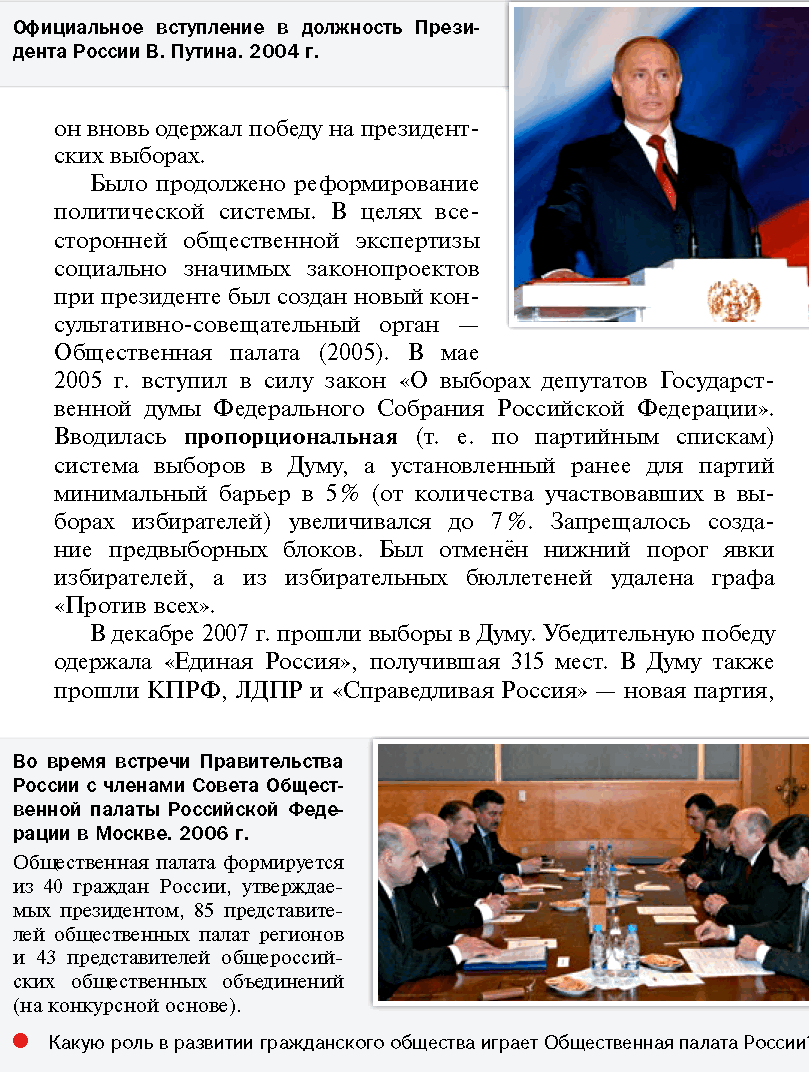 Официальное вступление в должность Прези-
дента России В. Путина. 2004 г.
он вновь одержал победу на президент-
ских выборах.
Было продолжено реформирование
политической системы. В целях все-
сторонней общественной экспертизы
социально значимых законопроектов
при президенте был создан новый кон-
сультативно-совещательный орган —
Общественная палата (2005). В мае
2005 г. вступил в силу закон «О выборах депутатов Государст-
венной думы Федерального Собрания Российской Федерации».
Вводилась пропорциональная (т. е. по партийным спискам)
система выборов в Думу, а установленный ранее для партий
минимальный барьер в 5 % (от количества участвовавших в вы-
борах избирателей) увеличивался до 7 %. Запрещалось созда-
ние предвыборных блоков. Был отменён нижний порог явки
избирателей, а из избирательных бюллетеней удалена графа
«Против всех».
В декабре 2007 г. прошли выборы в Думу. Убедительную победу
одержала «Единая Россия», получившая 315 мест. В Думу также
прошли КПРФ, ЛДПР и «Справедливая Россия» — новая партия,
Во время встречи Правительства
России с членами Совета Общест-
венной палаты Российской Феде-
рации в Москве. 2006 г.
Общественная палата формируется
из 40 граждан России, утверждае-
мых президентом, 85 представите-
лей общественных палат регионов
и 43 представителей общероссий-
ских общественных объединений
(на конкурсной основе).
Какую роль в развитии гражданского общества играет Общественная палата России?